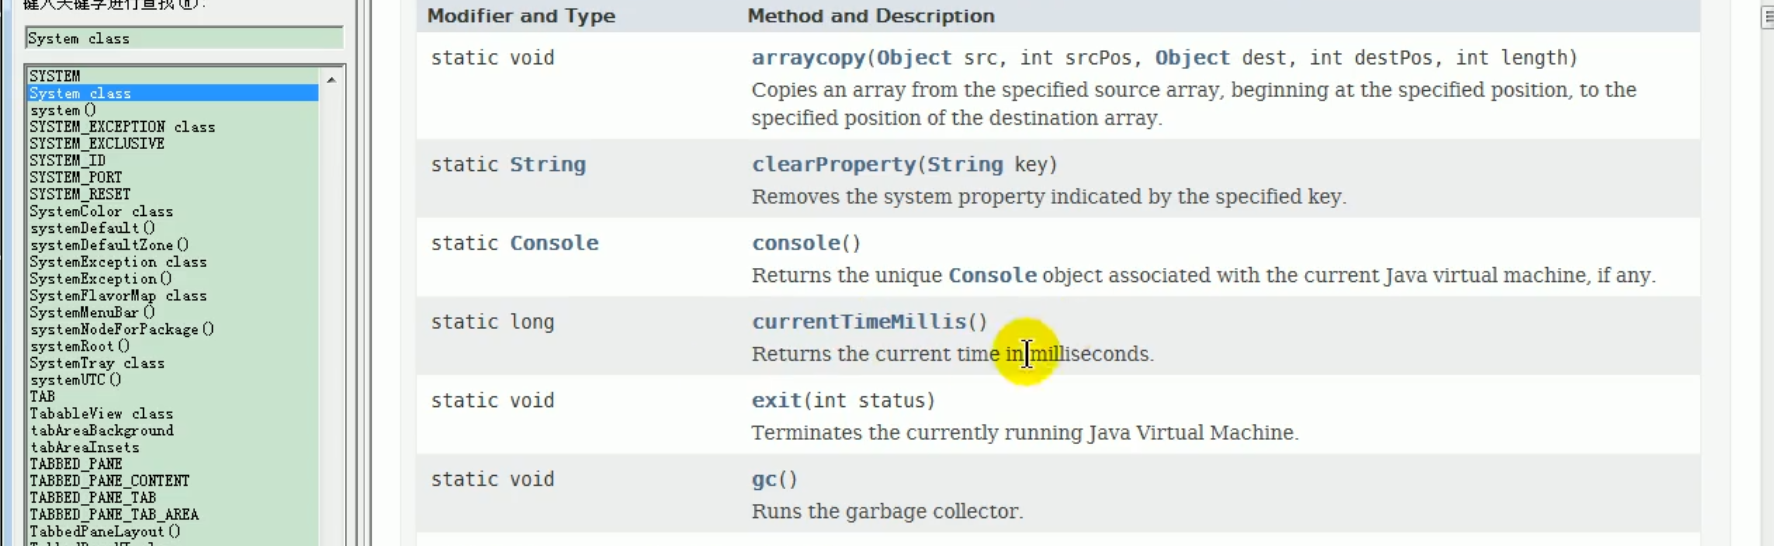 键入关键字进行查找(W):
System class
SYSTEM
System class
system()
SYSTEM_EXCEPTION class
SYSTEM_EXCLUSIVE
SYSTEM_ID
SYSTEM_PORT
SYSTEM_RESET
SystemColor class
systemDefault()
systemDefaultZone()
SystemException class
SystemException()
SystemFlavorMap class
SystemMenuBar()
systemNodeForPackage()
systemRoot()
SystemTray class
systemUTC()
TAB
TabableView class
tabAreaBackground
tabAreaInsets
TABBED_PANE
TABBED_PANE_CONTENT
TABBED_PANE_TAB
TABBED_PANE_TAB_AREA
TabbedPaneLayout()
Modifier and Type Method and Description
static void arraycopy(Object src, int srcPos, Object dest, int destPos, int length)
Copies an array from the specified source array, beginning at the specified position, to the
specified position of the destination array.
static String clearProperty(String key)
Removes the system property indicated by the specified key.
static Console console()
Returns the unique Console object associated with the current Java virtual machine, if any.
static long currentTimeMillis()
Returns the current time in milliseconds.
static void exit(int status)
Terminates the currently running Java Virtual Machine.
static void gc()
Runs the garbage collector.